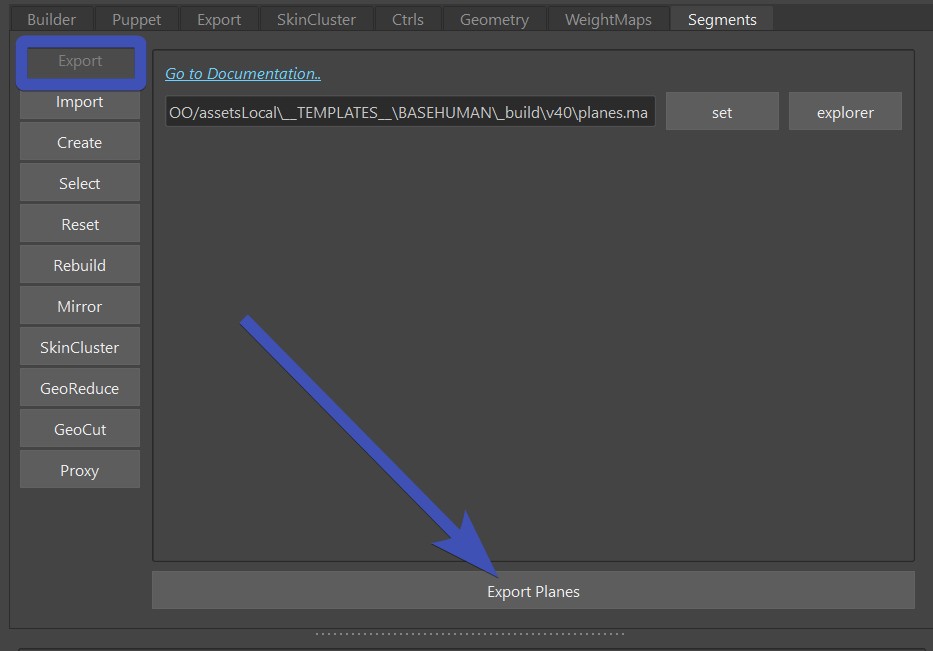 Builder Puppet Export SkinCluster Ctrls Geometry WeightMaps Segments
Export
Go to Documentation..
OO/assetsLocal\__TEMPLATES__\BASEHUMAN\_build\v40\planes.ma set explorer
Import
Create
Select
Reset
Rebuild
Mirror
SkinCluster
GeoReduce
GeoCut
Proxy
Export Planes